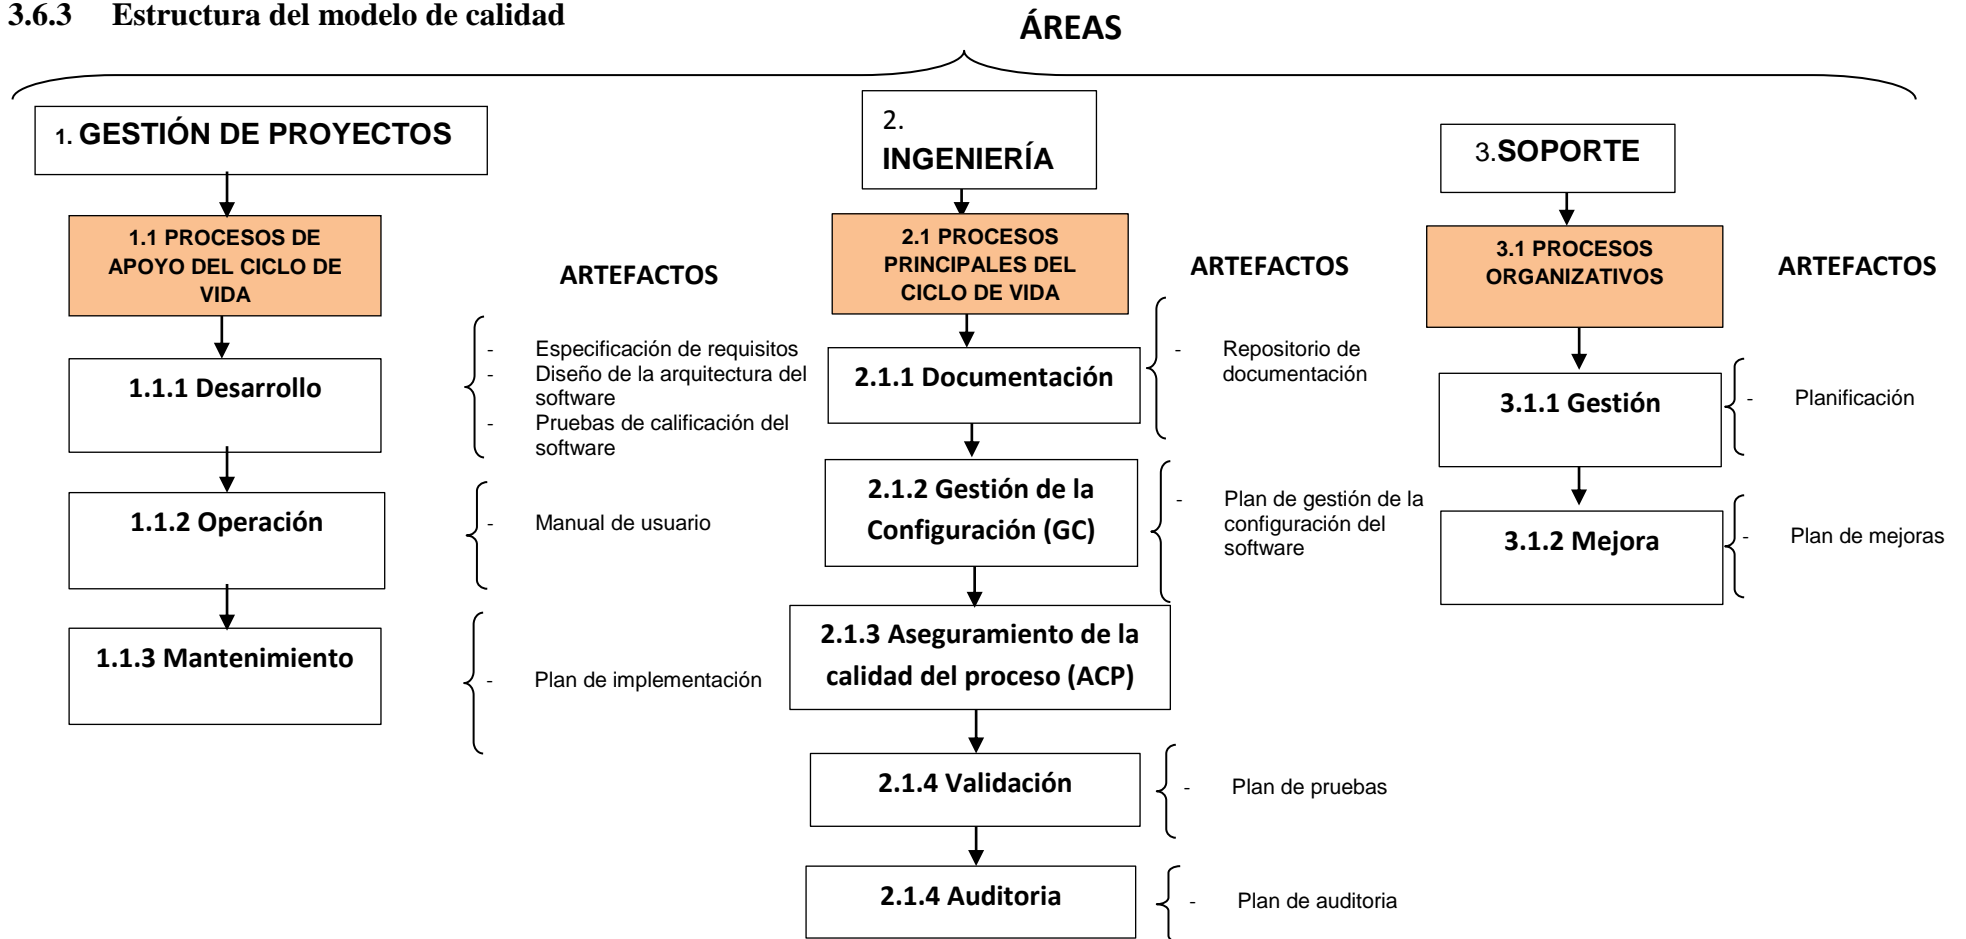 3.6.3 Estructura del modelo de calidad
ÁREAS
1. GESTIÓN DE PROYECTOS
1.1 PROCESOS DE
APOYO DEL CICLO DE
VIDA
ARTEFACTOS
1.1.1 Desarrollo
- Especificación de requisitos
- Diseño de la arquitectura del
software
- Pruebas de calificación del
software
1.1.2 Operación
- Manual de usuario
1.1.3 Mantenimiento
- Plan de implementación
2.
INGENIERÍA
2.1 PROCESOS
PRINCIPALES DEL
CICLO DE VIDA
ARTEFACTOS
2.1.1 Documentación
- Repositorio de
documentación
2.1.2 Gestión de la
Configuración (GC)
- Plan de gestión de la
configuración del
software
2.1.3 Aseguramiento de la
calidad del proceso (ACP)
2.1.4 Validación
- Plan de pruebas
2.1.4 Auditoria
- Plan de auditoria
3.SOPORTE
3.1 PROCESOS
ORGANIZATIVOS
ARTEFACTOS
3.1.1 Gestión
- Planificación
3.1.2 Mejora
- Plan de mejoras